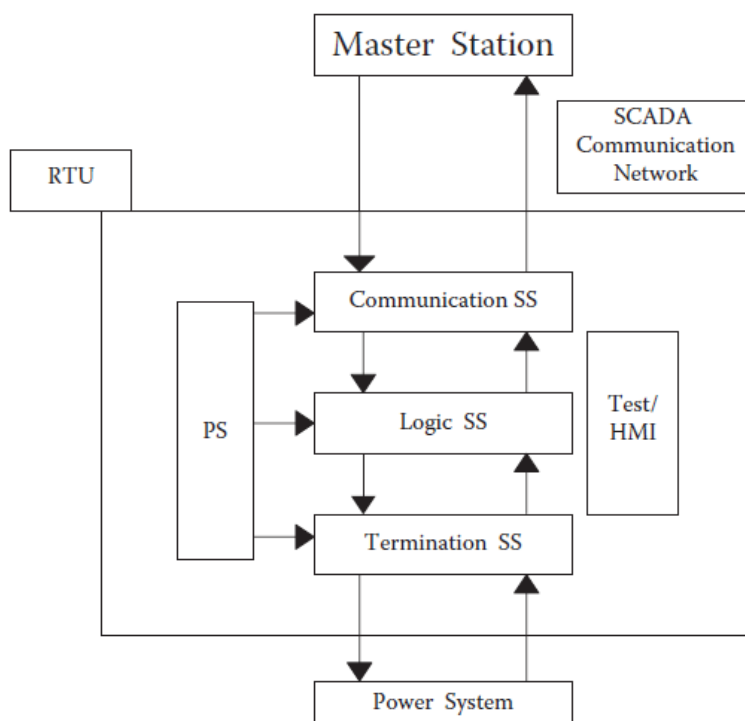 Master Station
SCADA
Communication
Network
RTU
Communication SS
PS
Logic SS
Test/
HMI
Termination SS
Power System